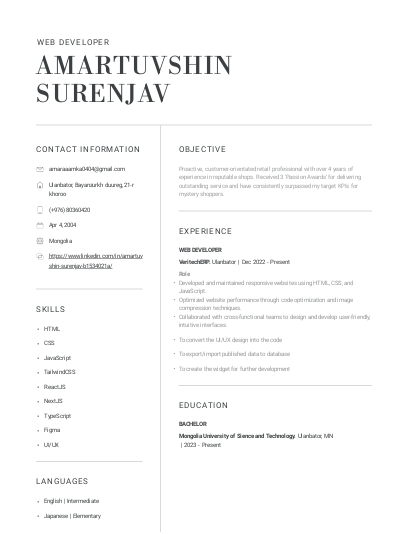 WEB DEVELOPER
AMARTUVSHIN
SURENJAV
CONTACT INFORMATION
amaraaamka0404@gmail.com
Ulanbator, Bayanzurkh duureg, 21-r
khoroo
(+976) 80360420
Apr 4, 2004
Mongolia
https://www.linkedin.com/in/amartuv
shin-surenjav-b1534021a/
SKILLS
• HTML
• CSS
• JavaScript
• TailwindCSS
• ReactJS
• NextJS
• TypeScript
• Figma
• UI/UX
LANGUAGES
• English | Intermediate
• Japanese | Elementary
OBJECTIVE
Proactive, customer-orientated retail professional with over 4 years of
experience in reputable shops. Received 3 'Passion Awards' for delivering
outstanding service and have consistently surpassed my target KPIs for
mystery shoppers.
EXPERIENCE
WEB DEVELOPER
VeritechERP. Ulanbator | Dec 2022 - Present
Role
• Developed and maintained responsive websites using HTML, CSS, and
JavaScript.
• Optimized website performance through code optimization and image
compression techniques.
• Collaborated with cross-functional teams to design and develop user-friendly,
intuitive interfaces.
• To convert the UI/UX design into the code
• To export/import published data to database
• To create the widget for further development
EDUCATION
BACHELOR
Mongolia University of Sience and Technology. Ulanbator, MN
| 2023 - Present